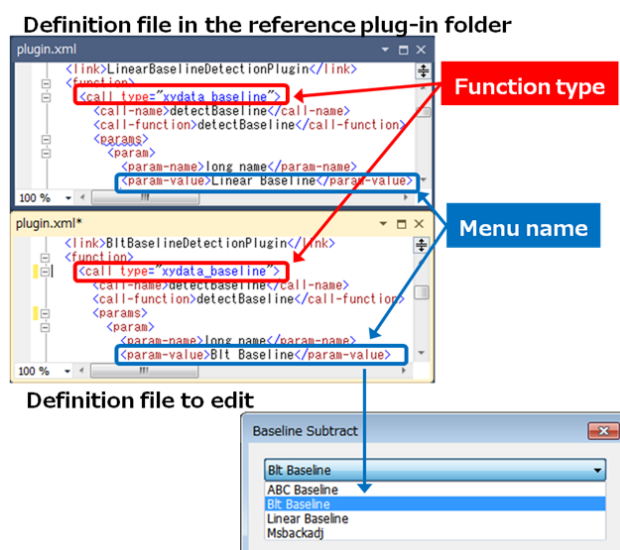 Definition file in the reference plug-in folder
plugin.xml
<link>LinearBaselineDetectionPlugin</link>
<function>
<call type="xydata_baseline">
Function type
<call-name>detectBaseline</call-name>
<call-function>detectBaseline</call-function>
<params>
<param>
<param-name>long_name</param-name>
<param-value>Linear Baseline</param-value>
100 %
Menu name
plugin.xml*
<link>BltBaselineDetectionPlugin</link>
<function>
<call type="xydata_baseline">
<call-name>detectBaseline</call-name>
<call-function>detectBaseline</call-function>
<params>
<param>
<param-name>long_name</param-name>
<param-value>Blt Baseline</param-value>
100 %
Definition file to edit
Baseline Subtract
Blt Baseline
ABC Baseline
Blt Baseline
Linear Baseline
Msbackadj